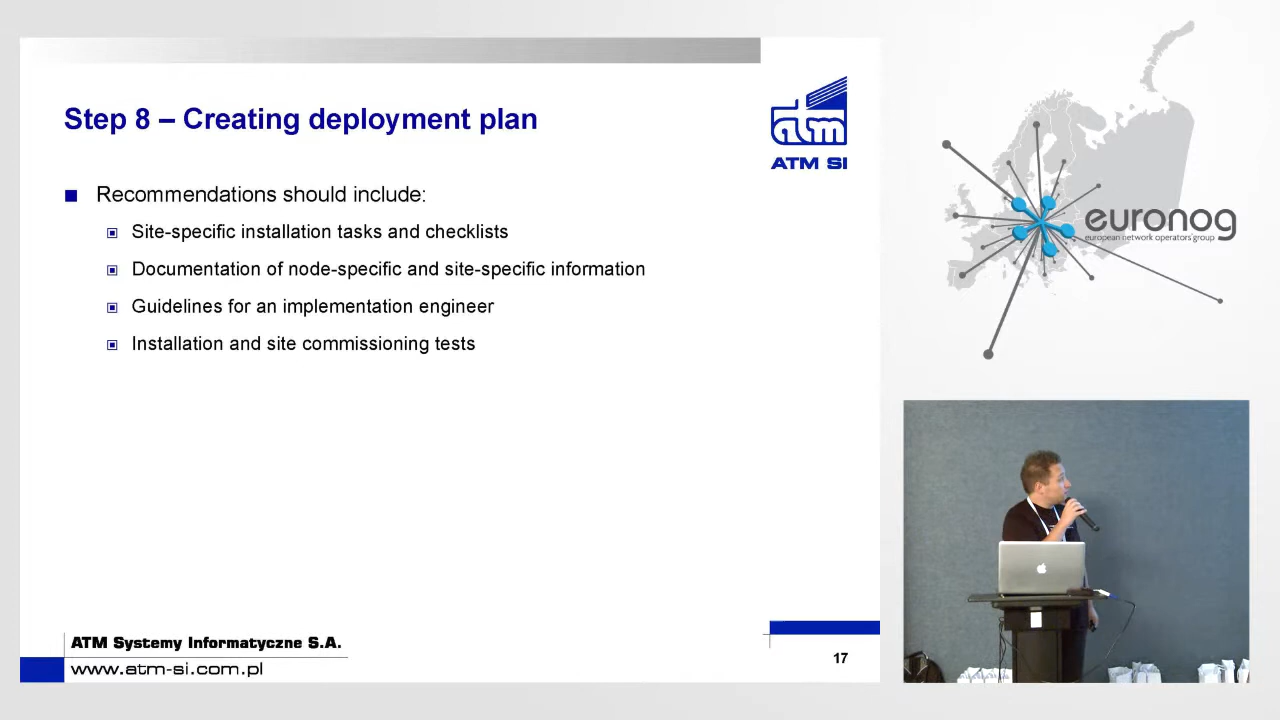 Step 8 – Creating deployment plan
atm
ATM SI
Recommendations should include:
Site-specific installation tasks and checklists
Documentation of node-specific and site-specific information
Guidelines for an implementation engineer
Installation and site commissioning tests
ATM Systemy Informatyczne S.A.
www.atm-si.com.pl
17
euronog
european network operators' group